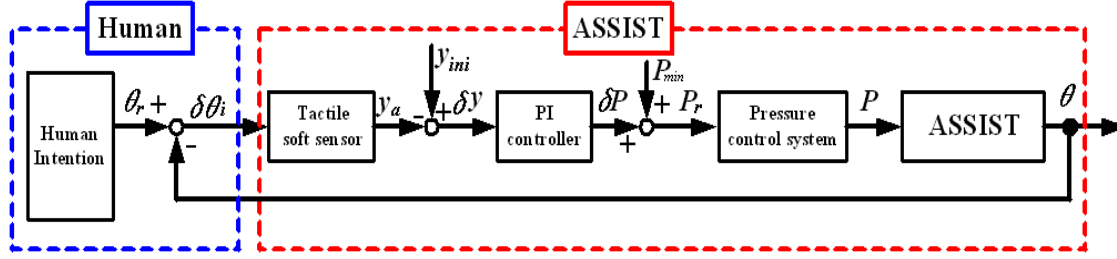 Human
ASSIST
Human
Intention
θr
+
-
δθi
Tactile
soft sensor
ya
-
yini
+
δy
PI
controller
δP
+
Pmin
+
Pr
Pressure
control system
P
ASSIST
θ